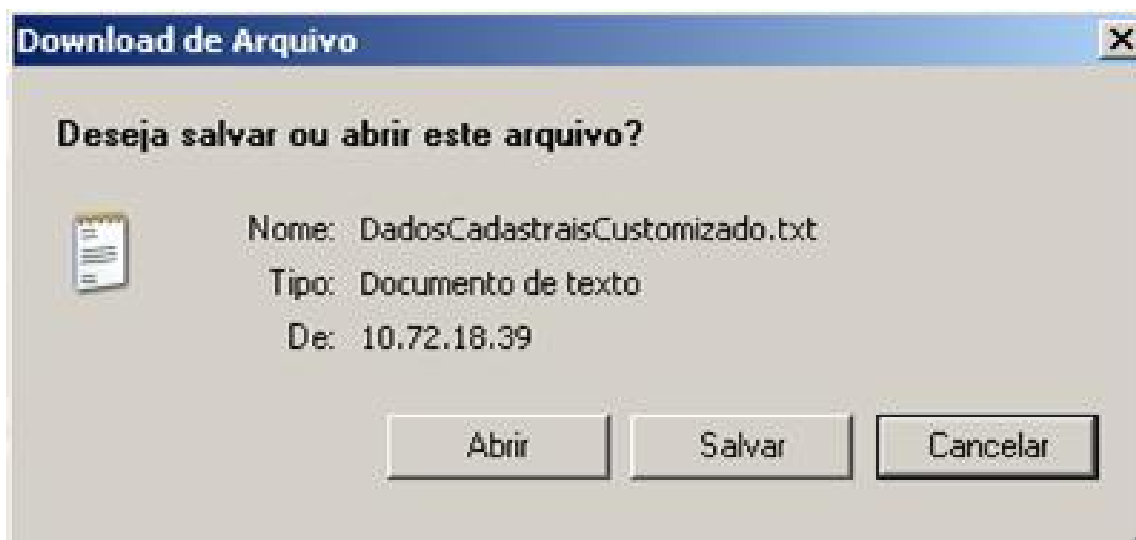 Download de Arquivo
Deseja salvar ou abrir este arquivo?
Nome: DadosCadastraisCustomizado.txt
Tipo: Documento de texto
De: 10.72.18.39
Abrir Salvar Cancelar